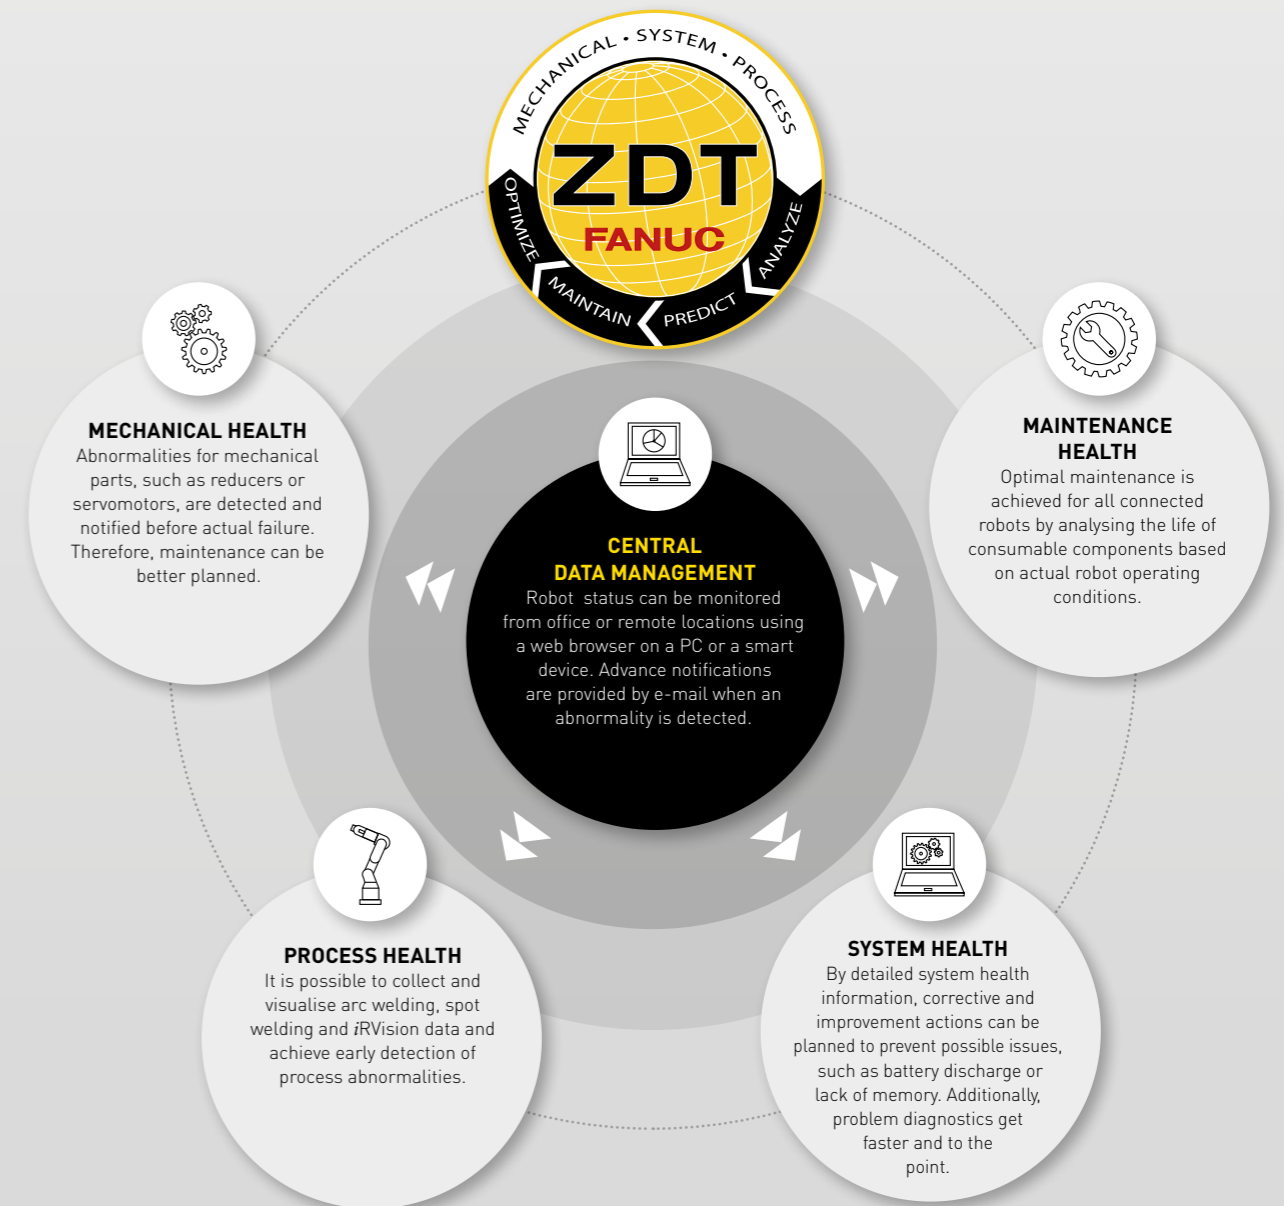 MECHANICAL • SYSTEM • PROCESS
ZDT
FANUC
ANALYZE
PREDICT
MAINTAIN
OPTIMIZE
MECHANICAL HEALTH
Abnormalities for mechanical
parts, such as reducers or
servomotors, are detected and
notified before actual failure.
Therefore, maintenance can be
better planned.
MAINTENANCE
HEALTH
Optimal maintenance is
achieved for all connected
robots by analysing the life of
consumable components based
on actual robot operating
conditions.
CENTRAL
DATA MANAGEMENT
Robot status can be monitored
from office or remote locations using
a web browser on a PC or a smart
device. Advance notifications
are provided by e-mail when an
abnormality is detected.
PROCESS HEALTH
It is possible to collect and
visualise arc welding, spot
welding and iRVision data and
achieve early detection of
process abnormalities.
SYSTEM HEALTH
By detailed system health
information, corrective and
improvement actions can be
planned to prevent possible issues,
such as battery discharge or
lack of memory. Additionally,
problem diagnostics get
faster and to the
point.